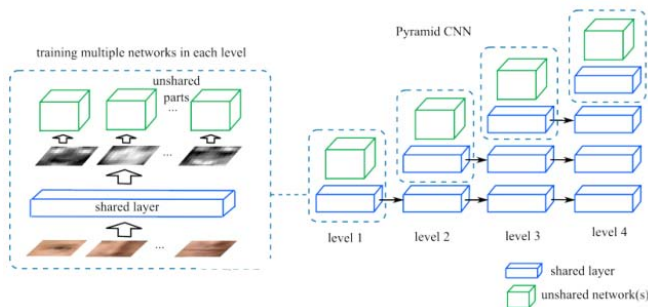 training multiple networks in each level
unshared
parts
...
...
shared layer
...
Pyramid CNN
level 1
level 2
level 3
level 4
shared layer
unshared network(s)